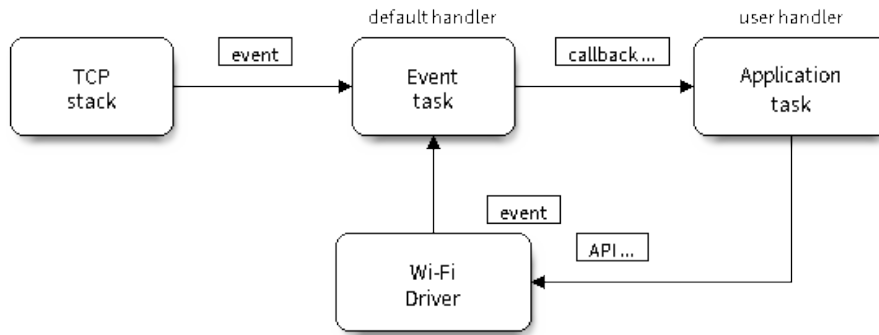 default handler
user handler
event
callback ...
TCP
stack
Event
task
Application
task
event
API ...
Wi-Fi
Driver